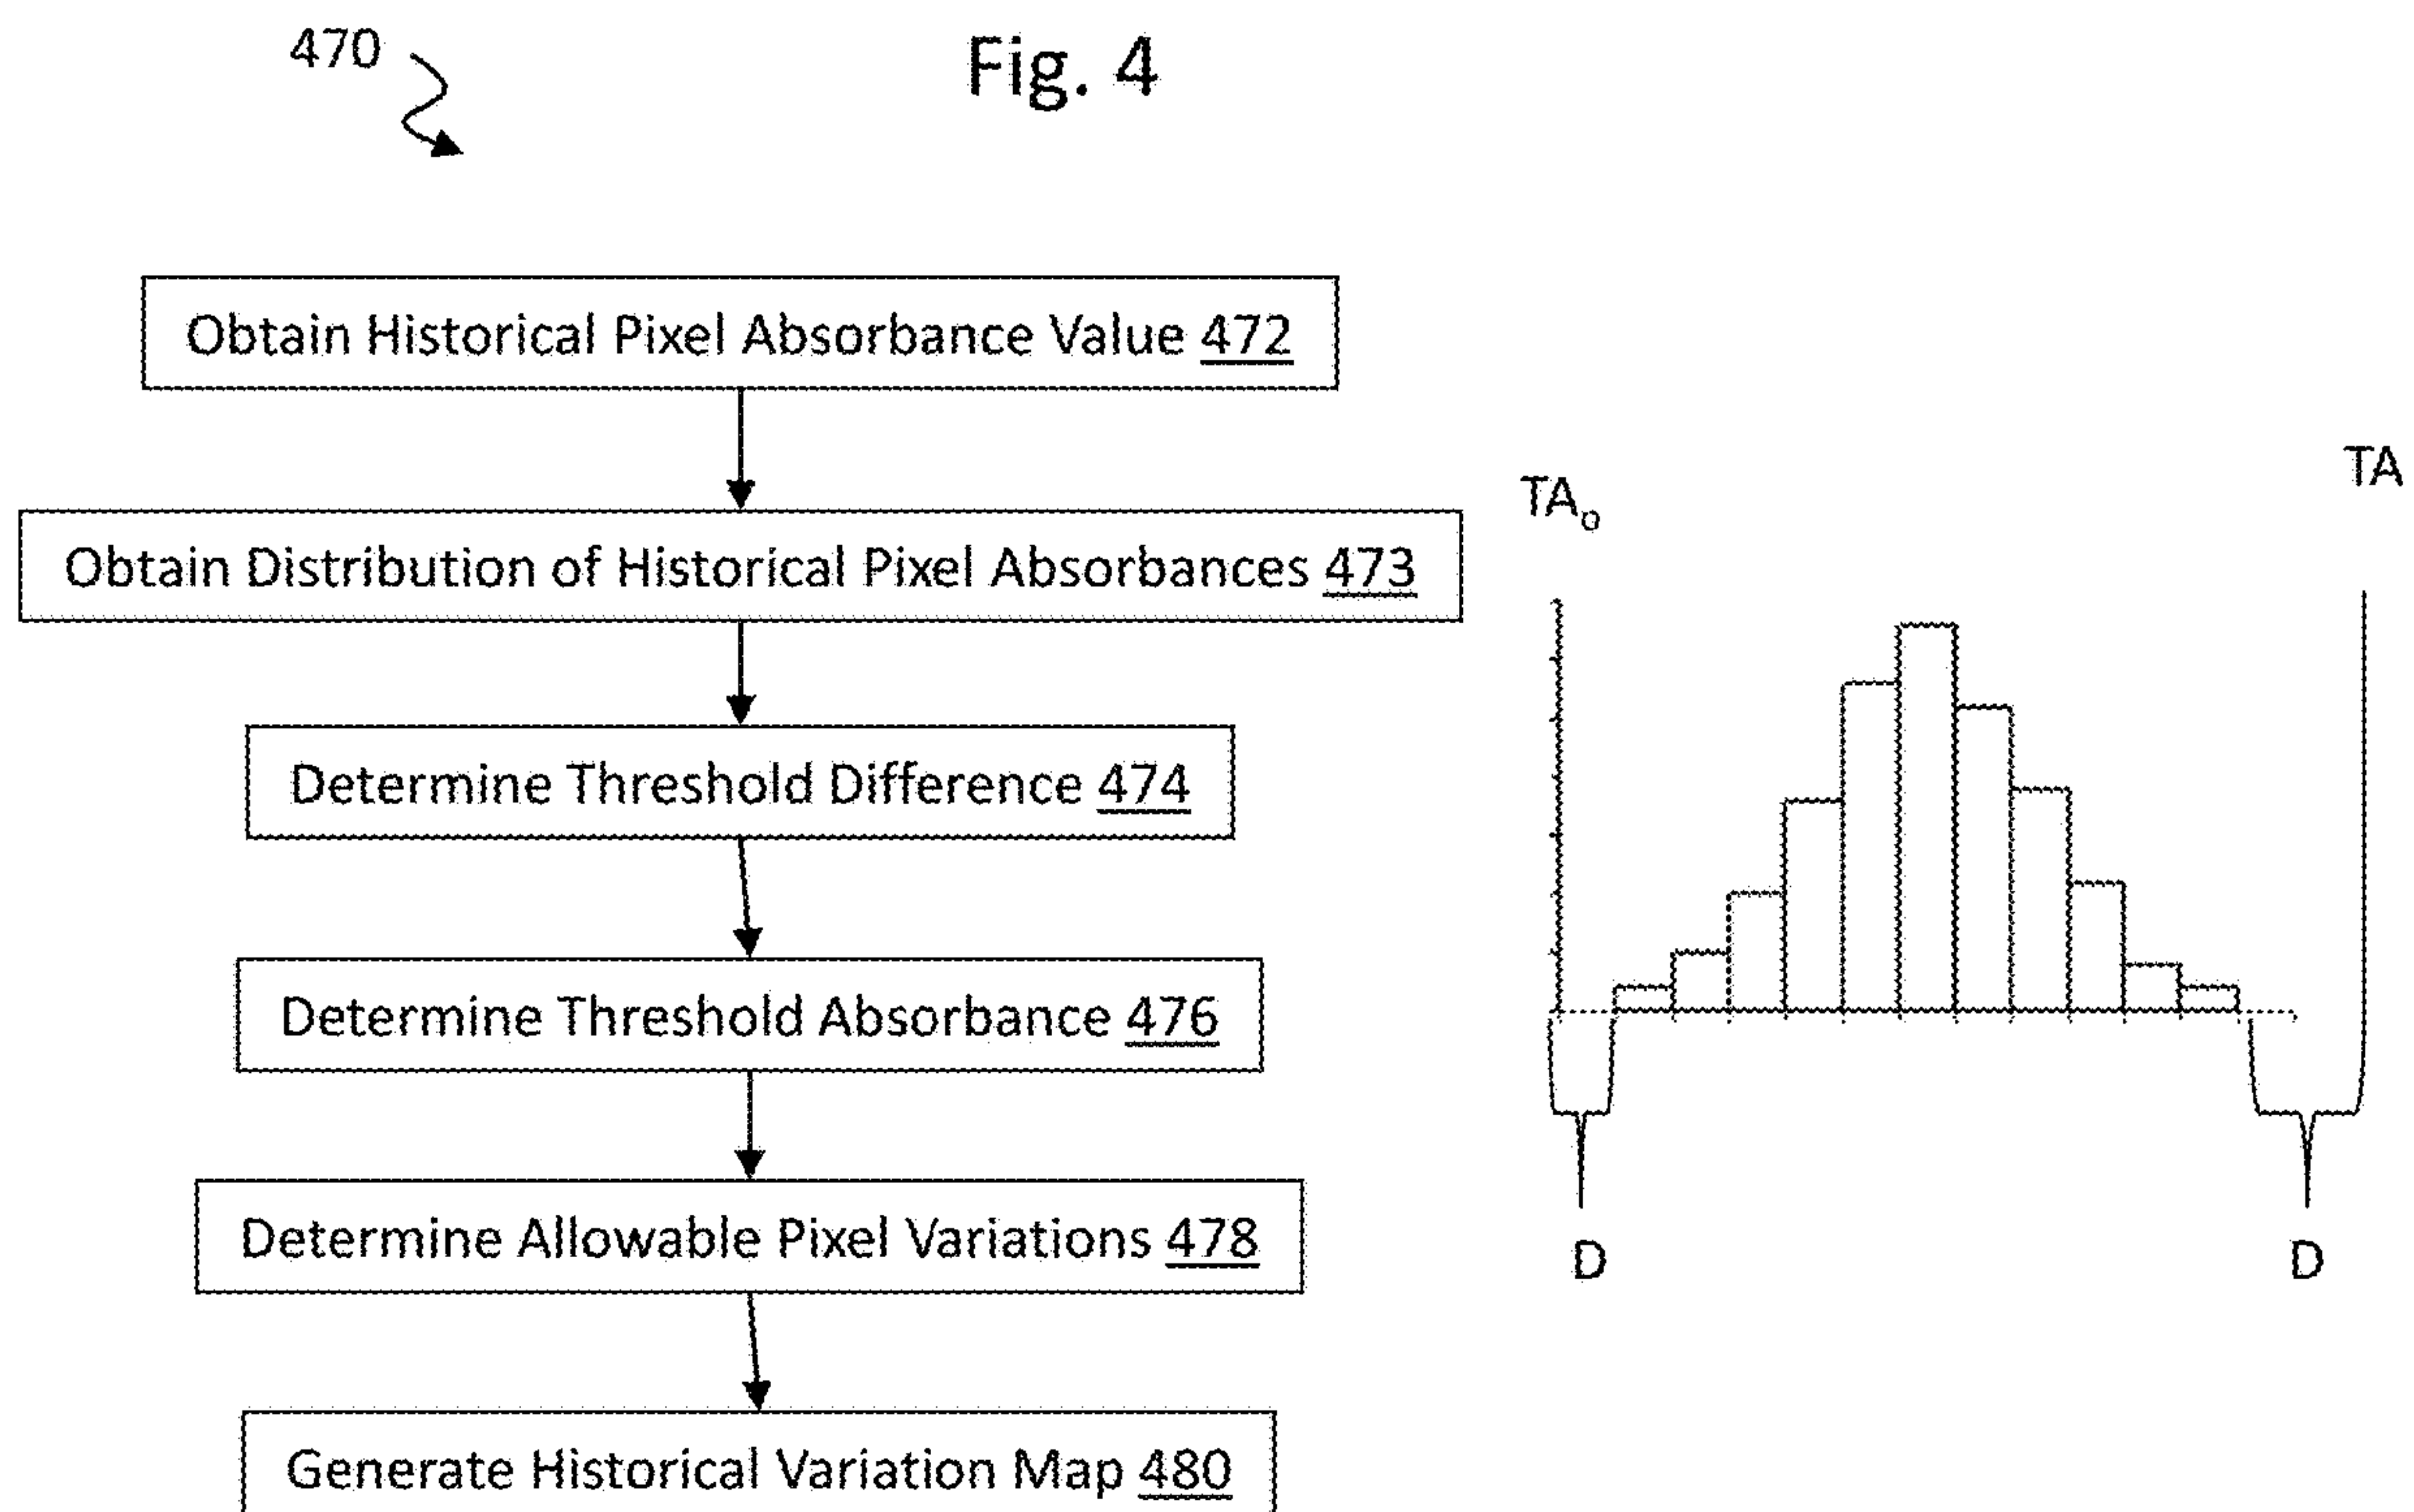 470
Fig. 4
Obtain Historical Pixel Absorbance Value 472
Obtain Distribution of Historical Pixel Absorbances 473
Determine Threshold Difference 474
Determine Threshold Absorbance 476
Determine Allowable Pixel Variations 478
Generate Historical Variation Map 480
TAo
TA
D
D